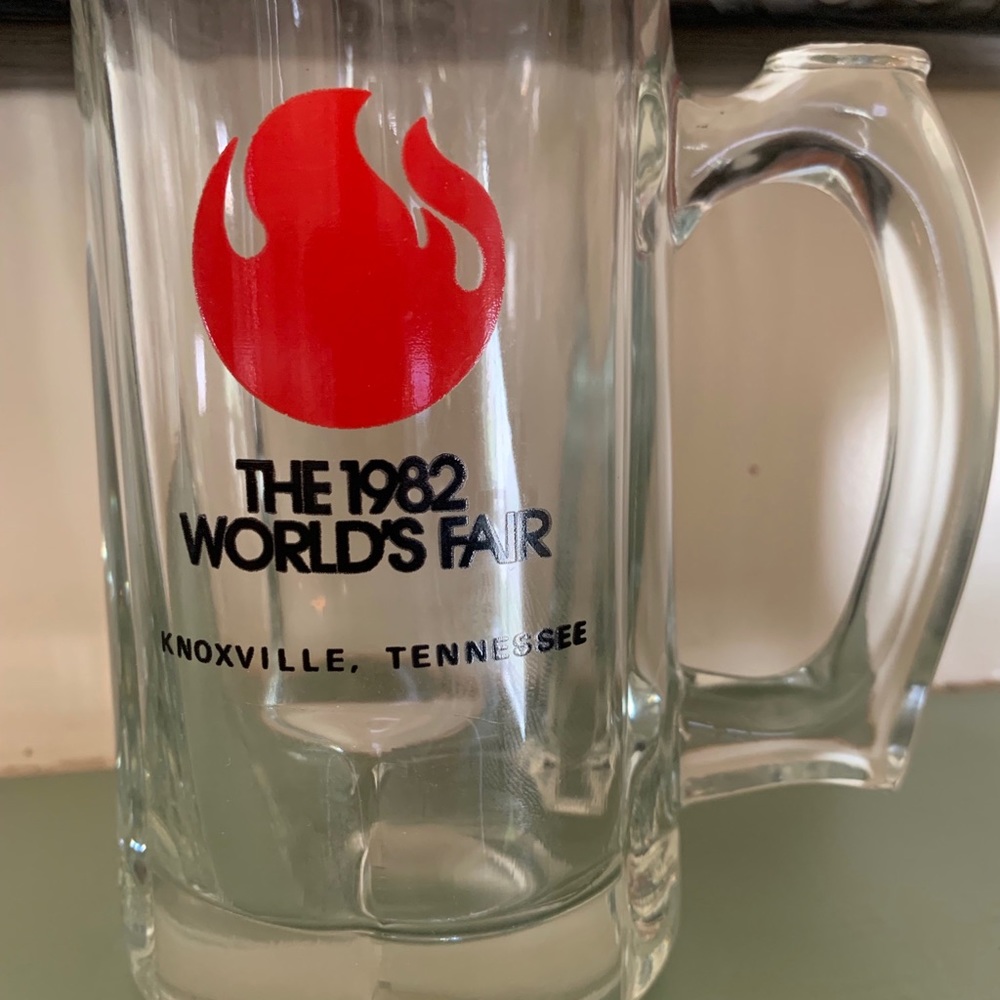 THE 1982
WORLD'S FAIR
KNOXVILLE, TENNESSEE